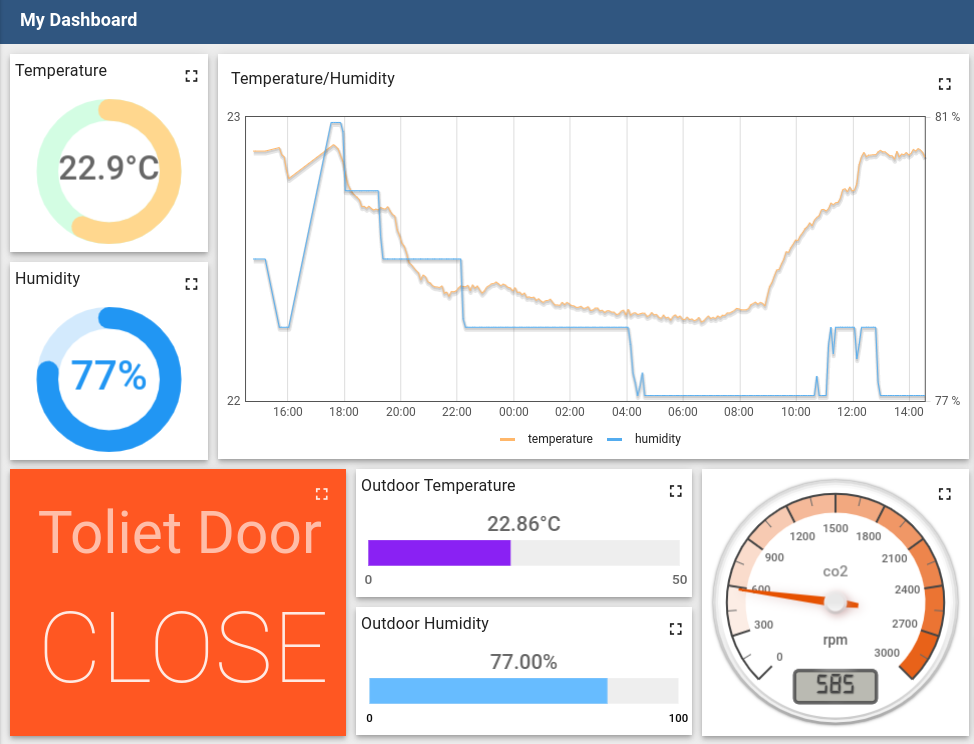 My Dashboard
Temperature
22.9°C
Humidity
77%
Temperature/Humidity
23
22
81 %
77 %
16:00 18:00 20:00 22:00 00:00 02:00 04:00 06:00 08:00 10:00 12:00 14:00
temperature humidity
Toliet Door
CLOSE
Outdoor Temperature
22.86°C
0 50
Outdoor Humidity
77.00%
0 100
0
300
600
900
1200
1500
1800
2100
2400
2700
3000
co2
rpm
585